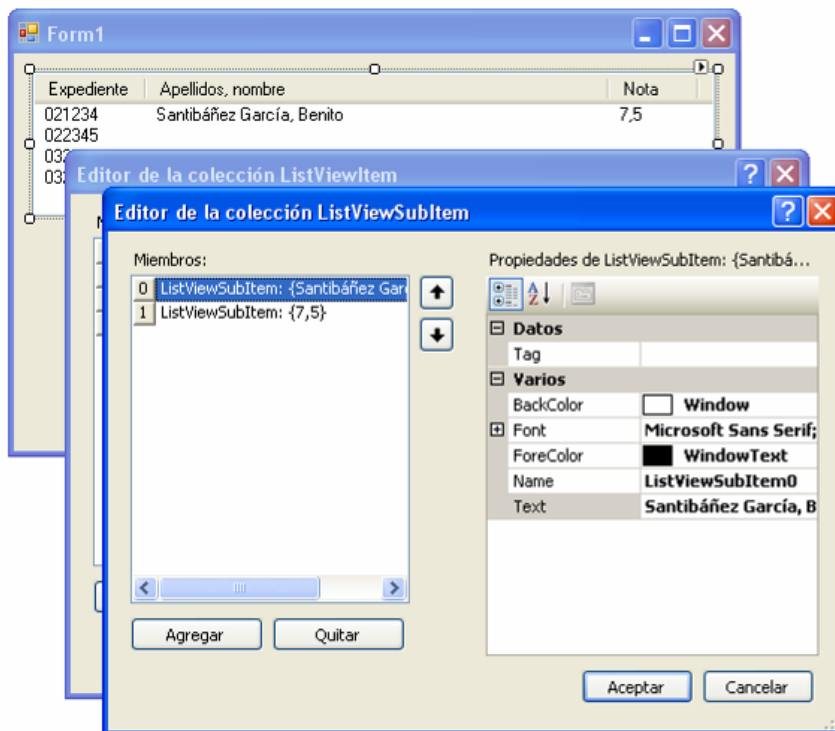 Form1
Expediente Apellidos, nombre Nota
021234 Santibáñez García, Benito 7,5
022345
Editor de la colección ListViewItem
Editor de la colección ListViewSubItem
Miembros:
0 ListViewSubItem: {Santibáñez Gar
1 ListViewSubItem: {7,5}
Agregar Quitar
Propiedades de ListViewSubItem: {Santibá...
Datos
Tag
Varios
BackColor Window
Font Microsoft Sans Serif;
ForeColor WindowText
Name ListViewSubItem0
Text Santibáñez García, B
Aceptar Cancelar